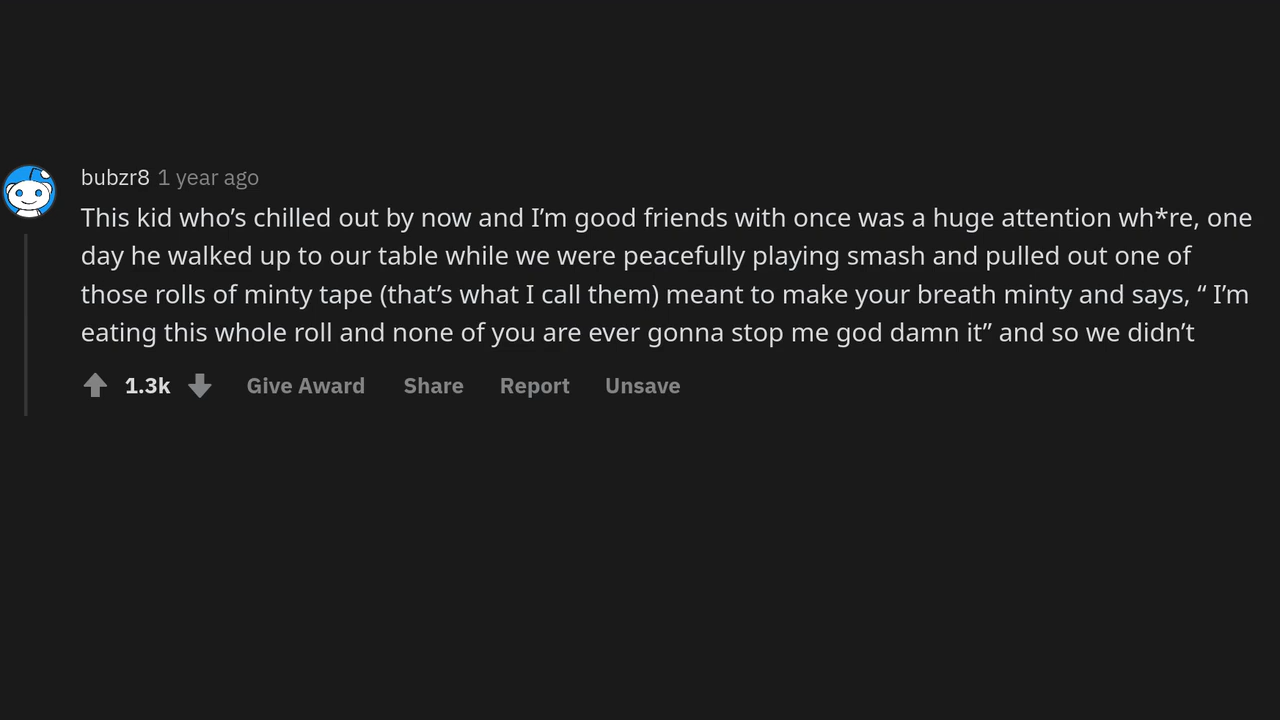 bubzr8 1 year ago
This kid who’s chilled out by now and I’m good friends with once was a huge attention wh*re, one
day he walked up to our table while we were peacefully playing smash and pulled out one of
those rolls of minty tape (that’s what I call them) meant to make your breath minty and says, “ I’m
eating this whole roll and none of you are ever gonna stop me god damn it” and so we didn’t
1.3k Give Award Share Report Unsave